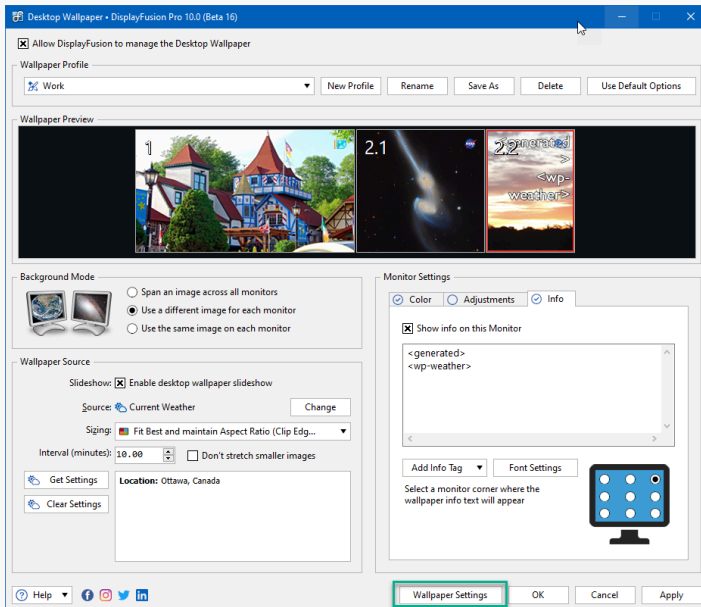 Desktop Wallpaper • DisplayFusion Pro 10.0 (Beta 16)
Allow DisplayFusion to manage the Desktop Wallpaper
Wallpaper Profile
Work
New Profile
Rename
Save As
Delete
Use Default Options
Wallpaper Preview
1
2.1
2.2
<generated
>
<wp-
weather>
Background Mode
Span an image across all monitors
Use a different image for each monitor
Use the same image on each monitor
Wallpaper Source
Slideshow: Enable desktop wallpaper slideshow
Source: Current Weather
Change
Sizing: Fit Best and maintain Aspect Ratio (Clip Edg...
Interval (minutes): 10.00 Don't stretch smaller images
Get Settings
Clear Settings
Location: Ottawa, Canada
Monitor Settings
Color
Adjustments
Info
Show info on this Monitor
<generated>
<wp-weather>
Add Info Tag
Font Settings
Select a monitor corner where the
wallpaper info text will appear
Help
Wallpaper Settings
OK
Cancel
Apply